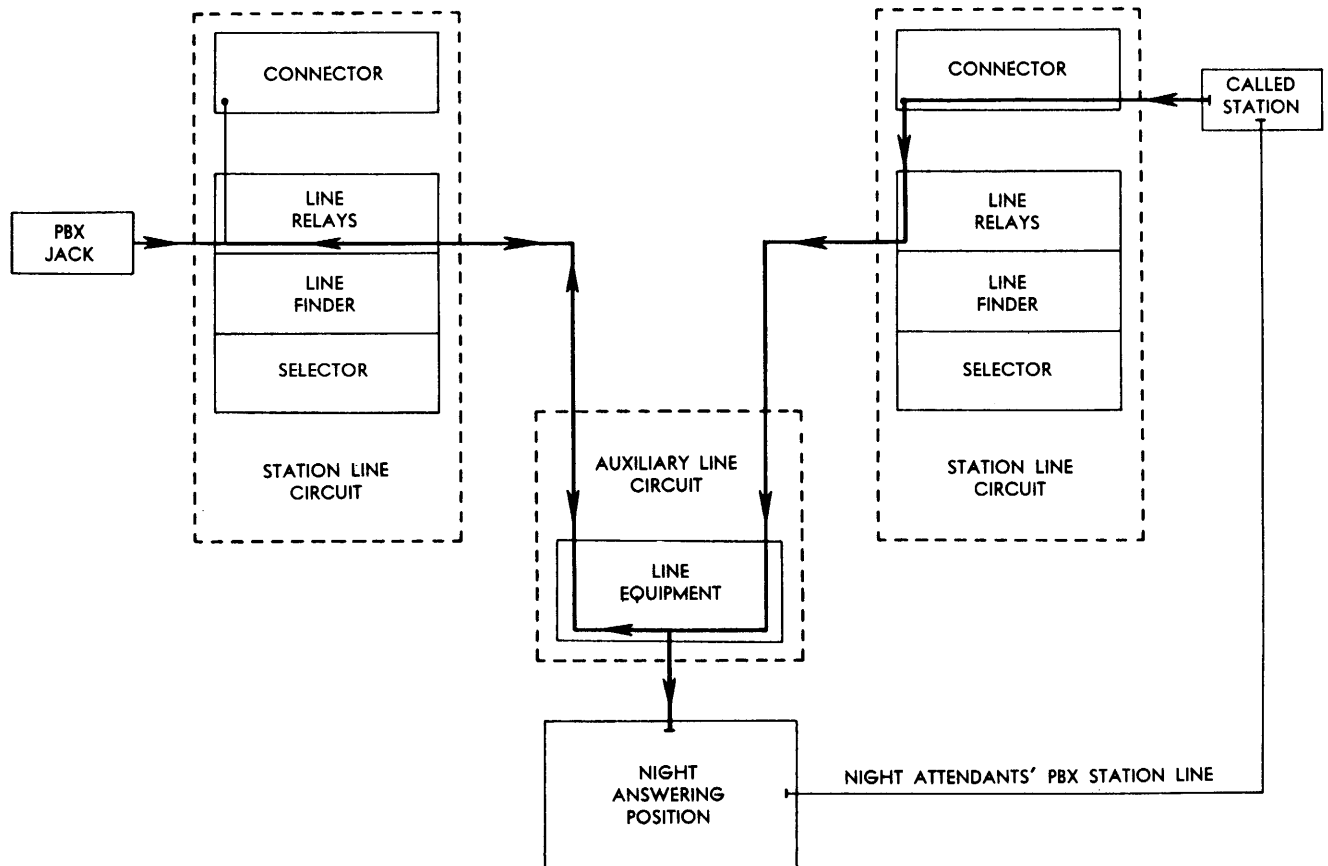 CONNECTOR
LINE
RELAYS
LINE
FINDER
SELECTOR
STATION LINE
CIRCUIT
PBX
JACK
AUXILIARY LINE
CIRCUIT
LINE
EQUIPMENT
NIGHT
ANSWERING
POSITION
CONNECTOR
LINE
RELAYS
LINE
FINDER
SELECTOR
STATION LINE
CIRCUIT
CALLED
STATION
NIGHT ATTENDANTS' PBX STATION LINE